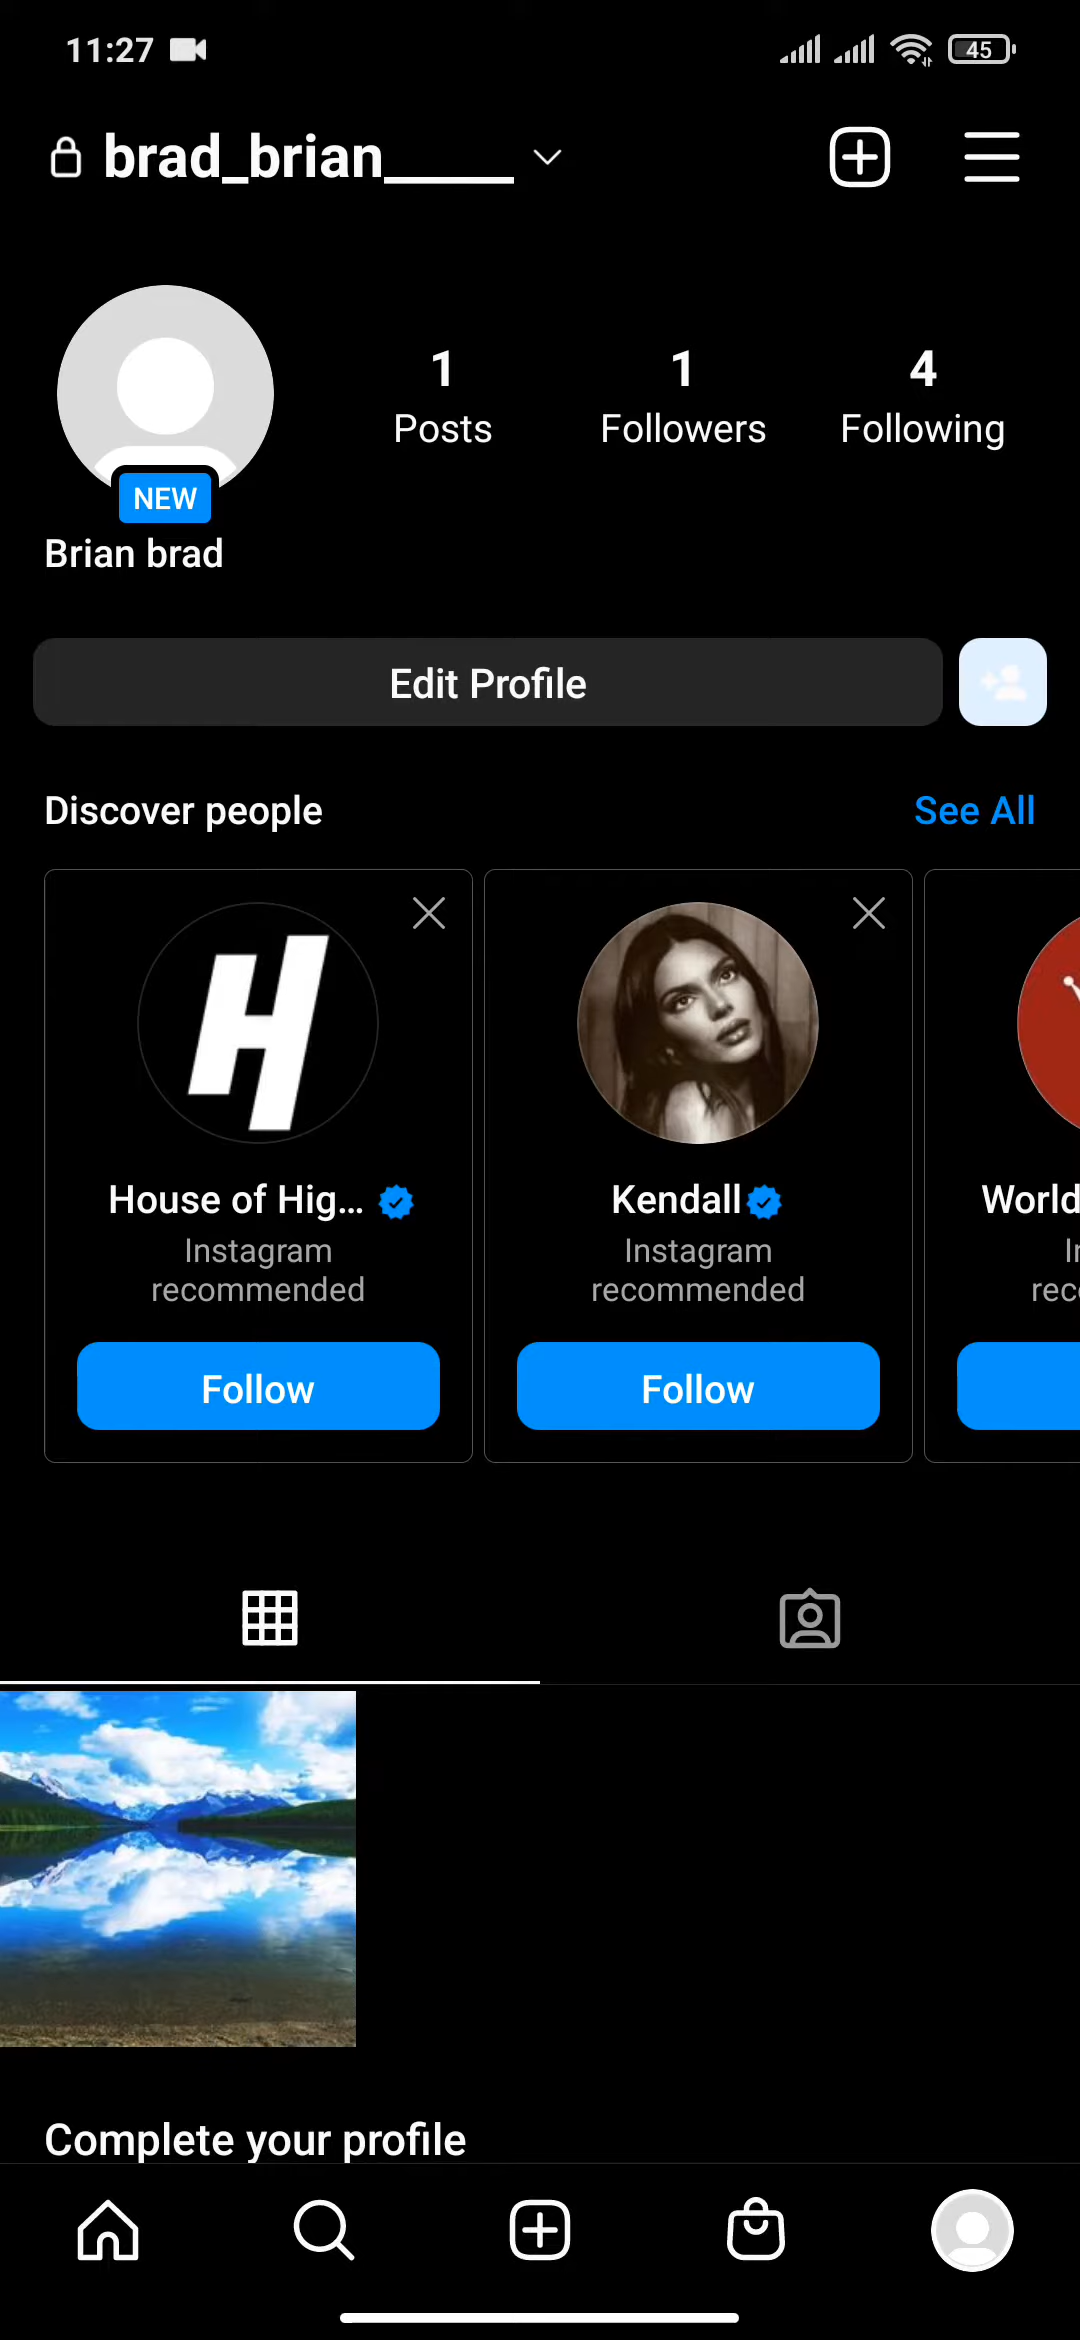 11:27
45
brad_brian_____
1
Posts
1
Followers
4
Following
NEW
Brian brad
Edit Profile
Discover people
See All
H
House of Hig...
Instagram
recommended
Follow
Kendall
Instagram
recommended
Follow
World
Complete your profile